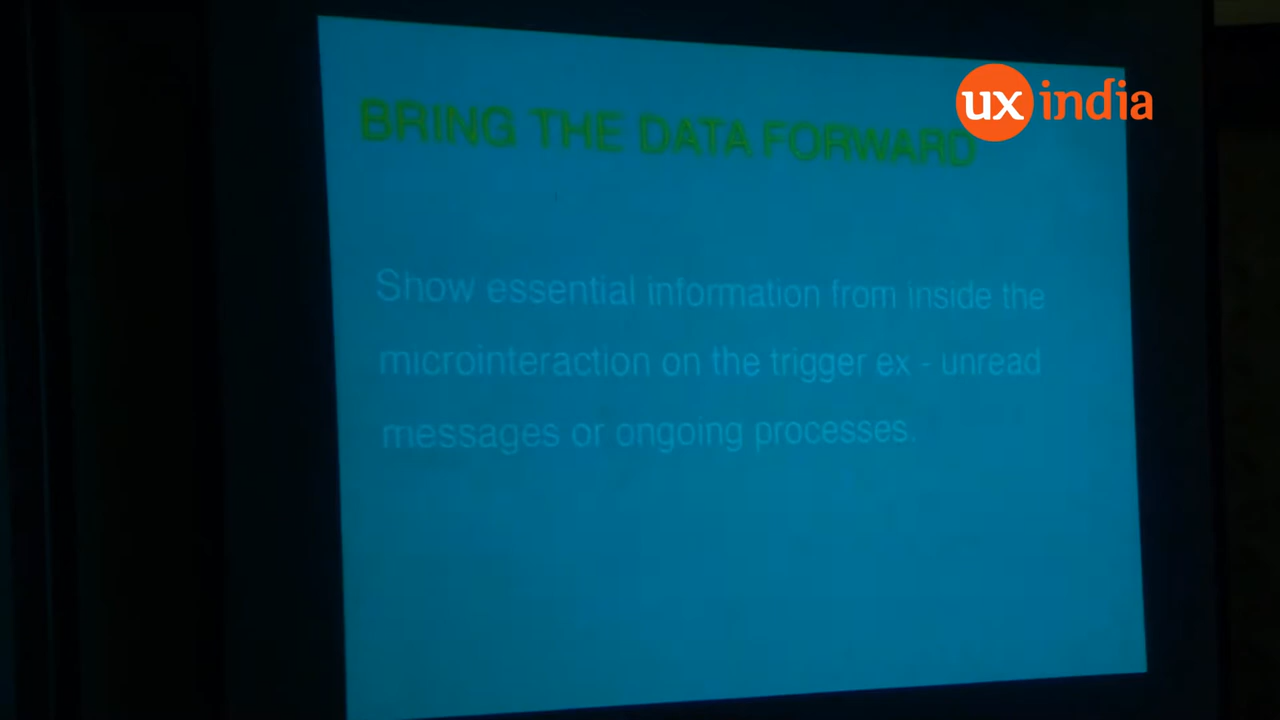 ux india
BRING THE DATA FORWARD
Show essential information from inside the
microinteraction on the trigger ex - unread
messages or ongoing processes.